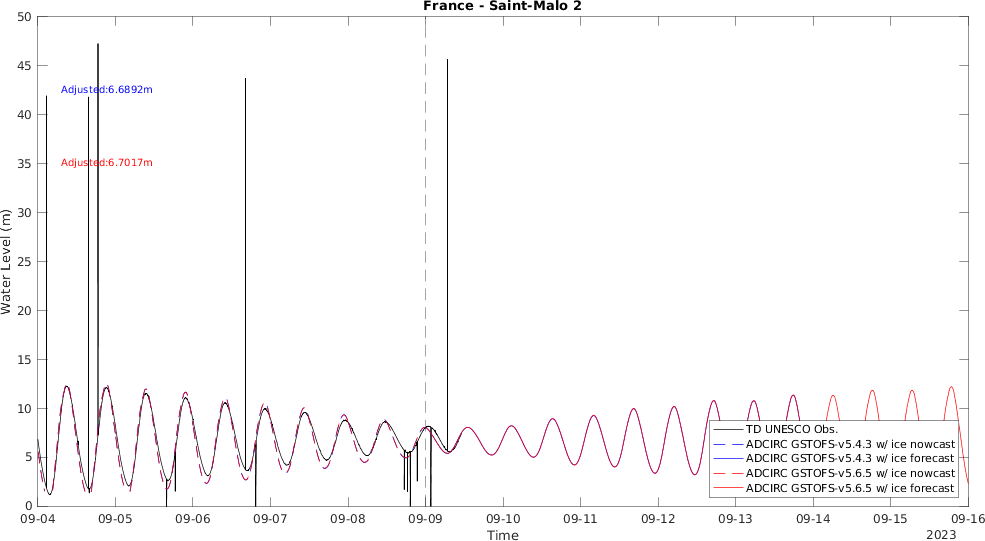 France - Saint-Malo 2
50
45
40
35
30
25
20
15
10
5
0
Water Level (m)
Adjusted:6.6892m
Adjusted:6.7017m
TD UNESCO Obs.
ADCIRC GSTOFS-v5.4.3 w/ ice nowcast
ADCIRC GSTOFS-v5.4.3 w/ ice forecast
ADCIRC GSTOFS-v5.6.5 w/ ice nowcast
ADCIRC GSTOFS-v5.6.5 w/ ice forecast
09-04 09-05 09-06 09-07 09-08 09-09 09-10 09-11 09-12 09-13 09-14 09-15 09-16
Time
2023